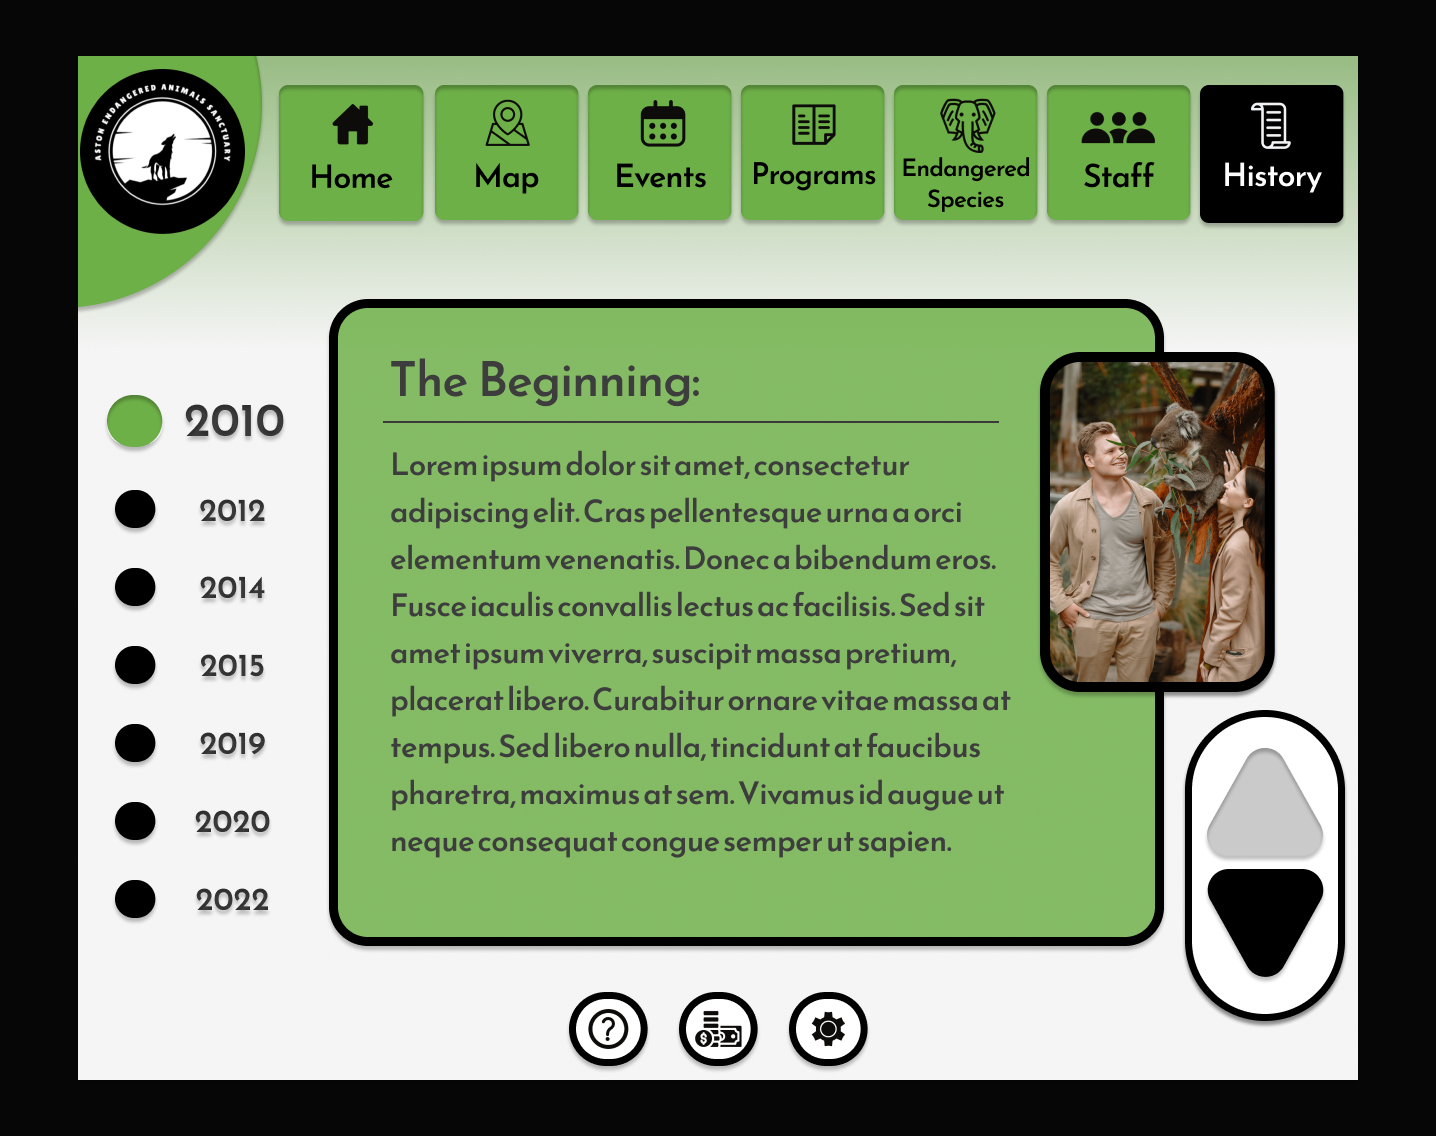 ASTON ENDANGERED ANIMALS SANCTUARY
Home
Map
Events
Programs
Endangered
Species
Staff
History
2010
2012
2014
2015
2019
2020
2022
The Beginning:
Lorem ipsum dolor sit amet, consectetur
adipiscing elit. Cras pellentesque urna a orci
elementum venenatis. Donec a bibendum eros.
Fusce iaculis convallis lectus ac facilisis. Sed sit
amet ipsum viverra, suscipit massa pretium,
placerat libero. Curabitur ornare vitae massa at
tempus. Sed libero nulla, tincidunt at faucibus
pharetra, maximus at sem. Vivamus id augue ut
neque consequat congue semper ut sapien.